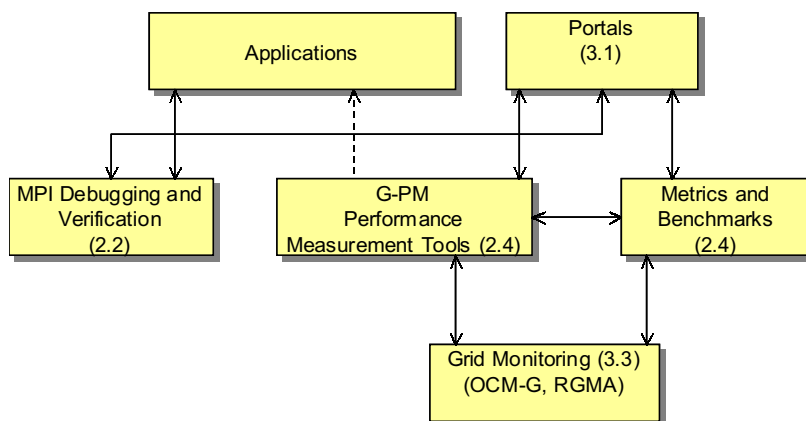 Applications
Portals
(3.1)
MPI Debugging and
Verification
(2.2)
G-PM
Performance
Measurement Tools (2.4)
Metrics and
Benchmarks
(2.4)
Grid Monitoring (3.3)
(OCM-G, RGMA)